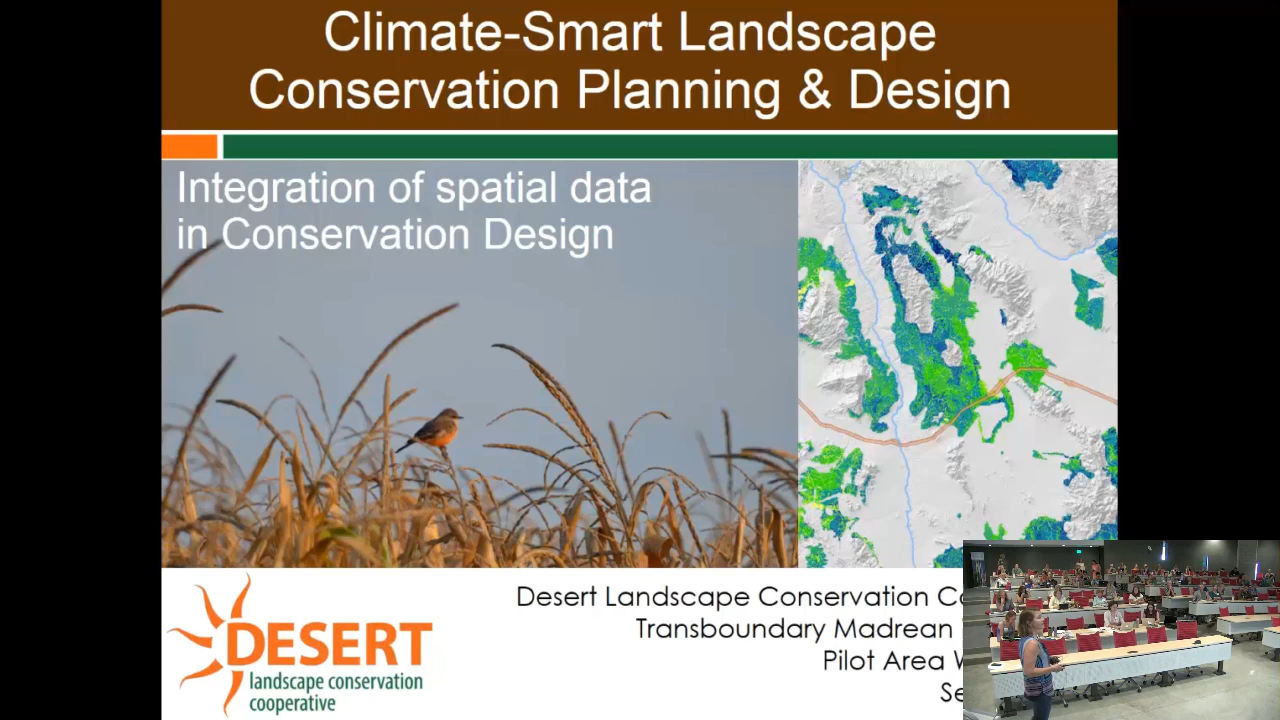 Climate-Smart Landscape
Conservation Planning & Design
Integration of spatial data
in Conservation Design
Desert Landscape Conservation
Transboundary Madrean
Pilot Area
DESERT
landscape conservation
cooperative